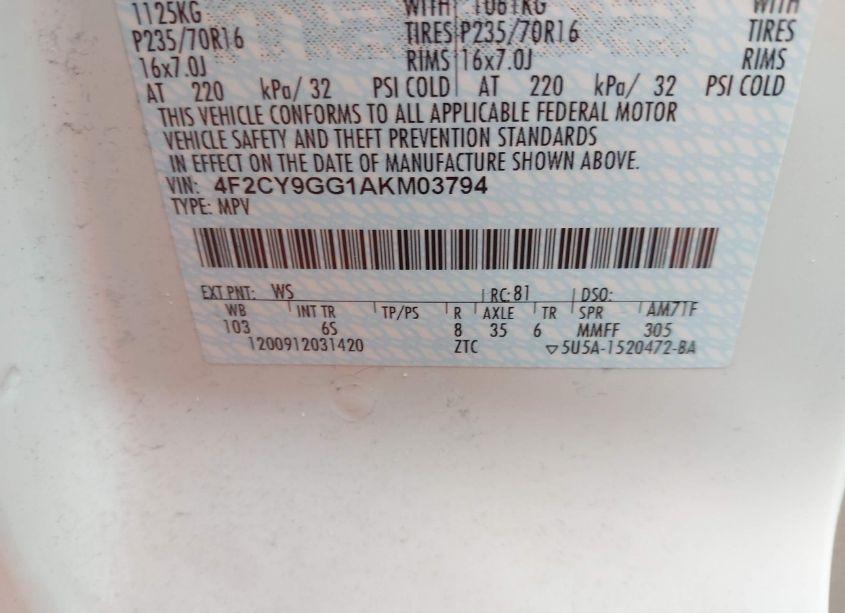 1125KG WITH 1061KG WITH
P235/70R16 TIRES P235/70R16 TIRES
16x7.0J RIMS 16x7.0J RIMS
AT 220 kPa/ 32 PSI COLD AT 220 kPa/ 32 PSI COLD
THIS VEHICLE CONFORMS TO ALL APPLICABLE FEDERAL MOTOR
VEHICLE SAFETY AND THEFT PREVENTION STANDARDS
IN EFFECT ON THE DATE OF MANUFACTURE SHOWN ABOVE.
VIN: 4F2CY9GG1AKM03794
TYPE: MPV
EXT PNT: WS RC: 81 DSO:
WB INT TR TP/PS R AXLE TR SPR AM71F
103 6S 8 35 6 MMFF 305
1200912031420 ZTC ▽5U5A-1520472-BA